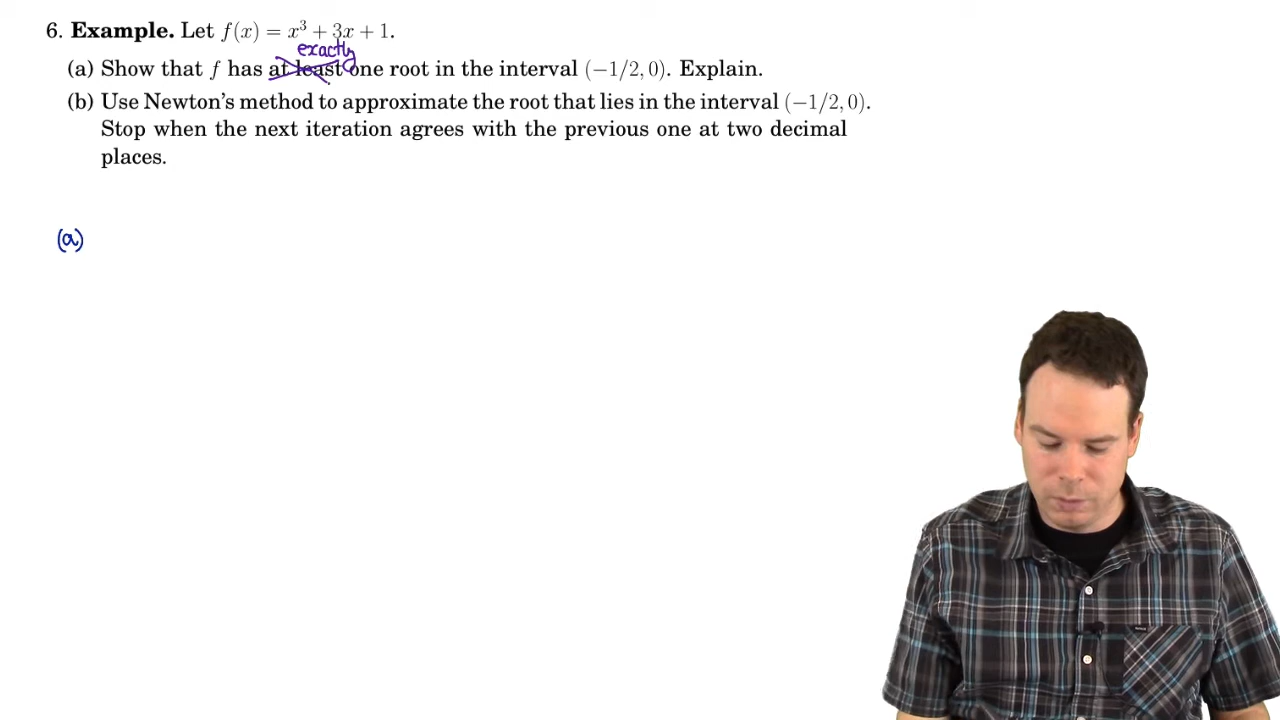 6. Example. Let f(x) = x³ + 3x + 1.
exactly
(a) Show that f has at least one root in the interval (−1/2, 0). Explain.
(b) Use Newton's method to approximate the root that lies in the interval (−1/2, 0).
Stop when the next iteration agrees with the previous one at two decimal
places.
(a)